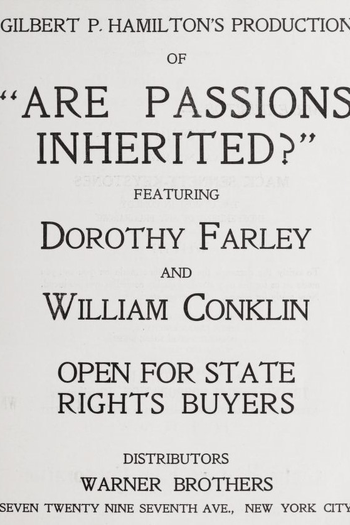 GILBERT P. HAMILTON'S PRODUCTION
OF
"ARE PASSIONS
INHERITED?"
FEATURING
DOROTHY FARLEY
AND
WILLIAM CONKLIN
OPEN FOR STATE
RIGHTS BUYERS
DISTRIBUTORS
WARNER BROTHERS
SEVEN TWENTY NINE SEVENTH AVE., NEW YORK CITY